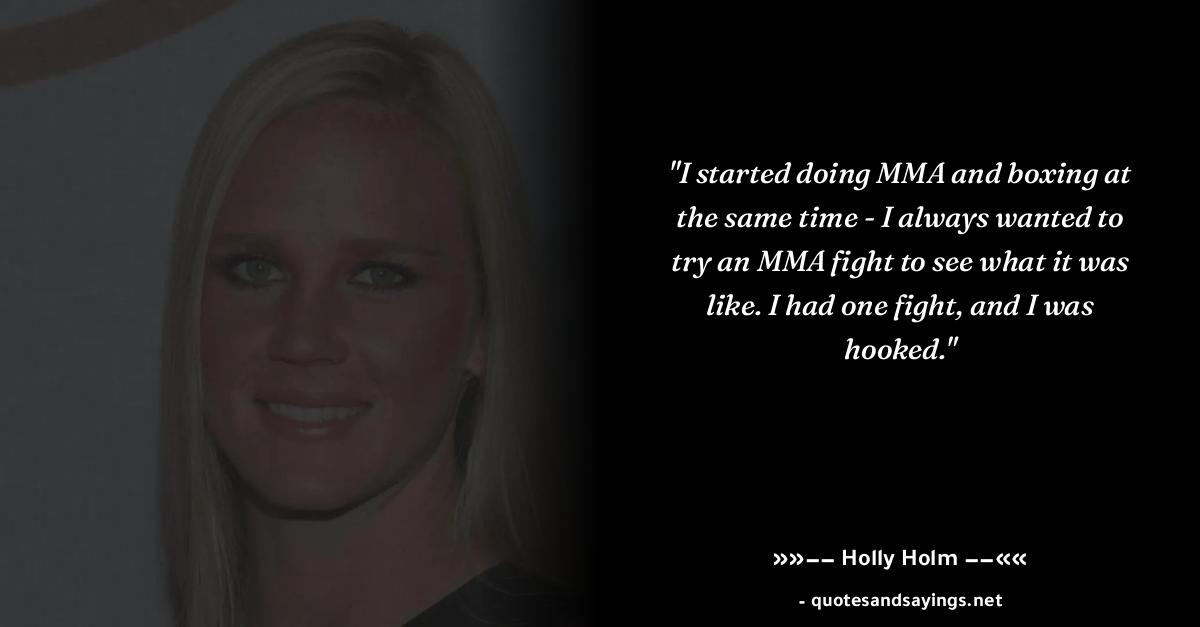 "I started doing MMA and boxing at
the same time - I always wanted to
try an MMA fight to see what it was
like. I had one fight, and I was
hooked."
»»−− Holly Holm −−««
- quotesandsayings.net